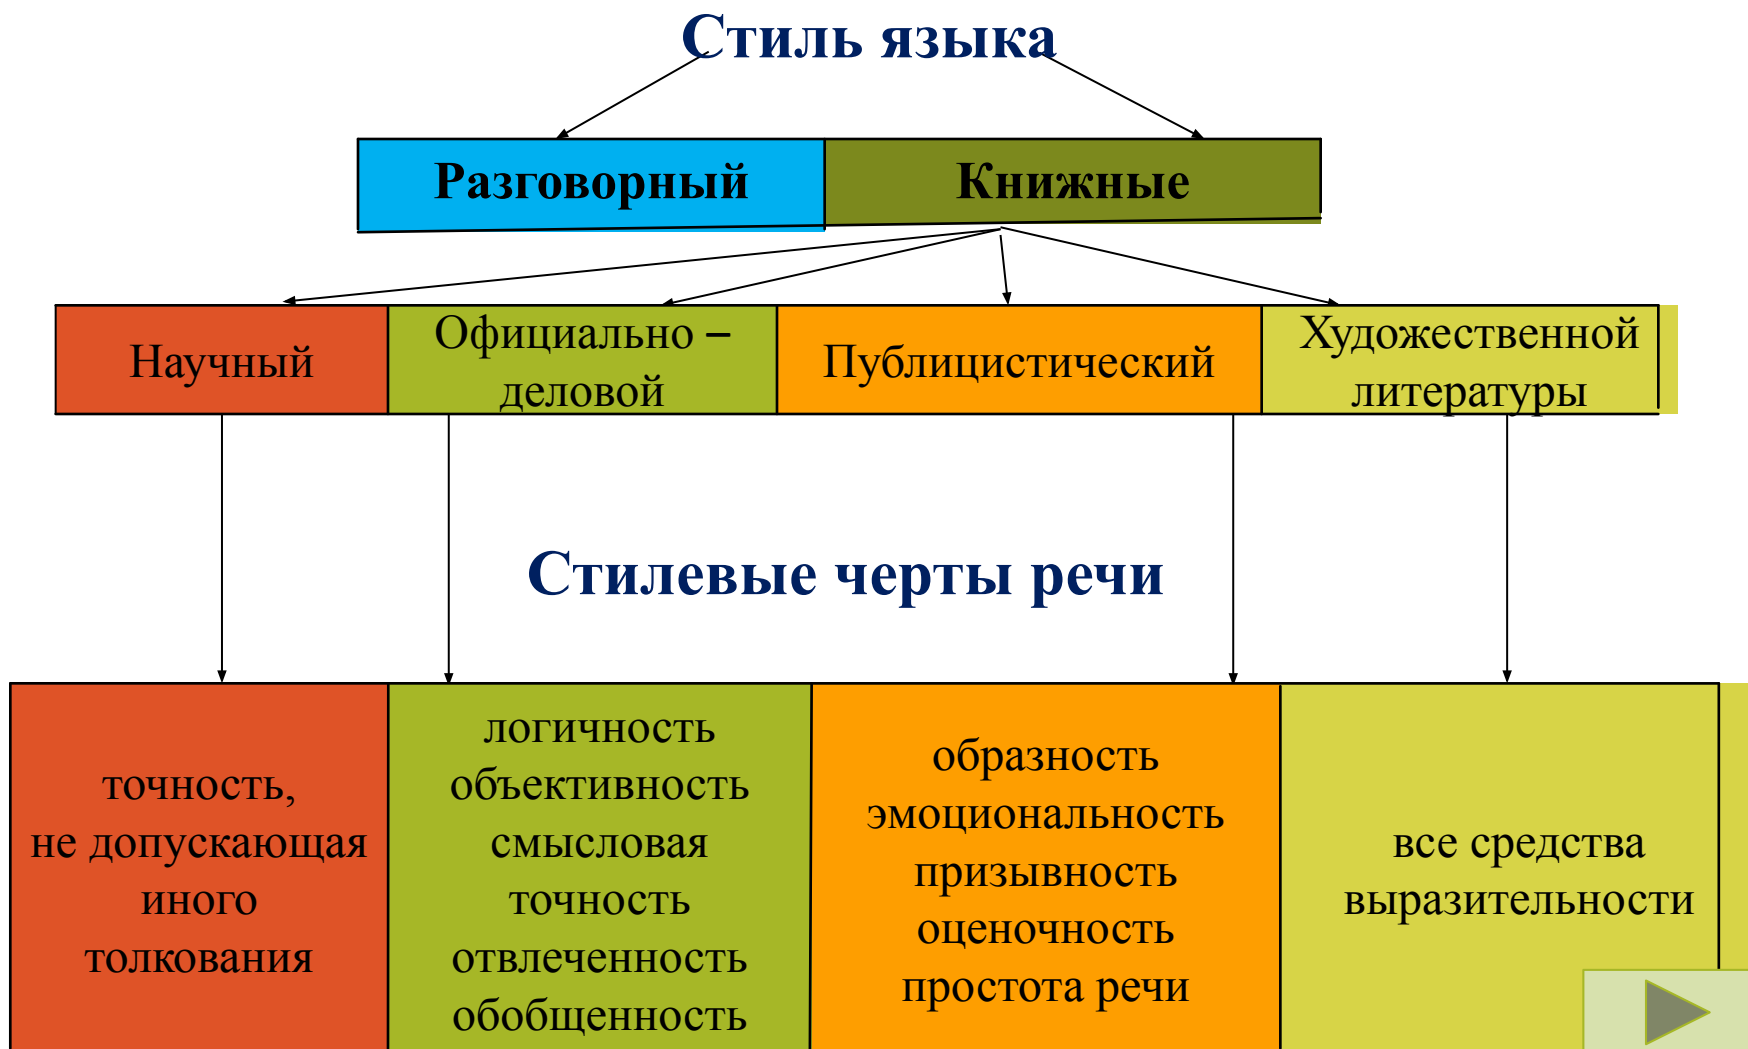 Стиль языка
Разговорный
Книжные
Научный
Официально –
деловой
Публицистический
Художественной
литературы
Стилевые черты речи
точность,
не допускающая
иного
толкования
логичность
объективность
смысловая
точность
отвлеченность
обобщенность
образность
эмоциональность
призывность
оценочность
простота речи
все средства
выразительности